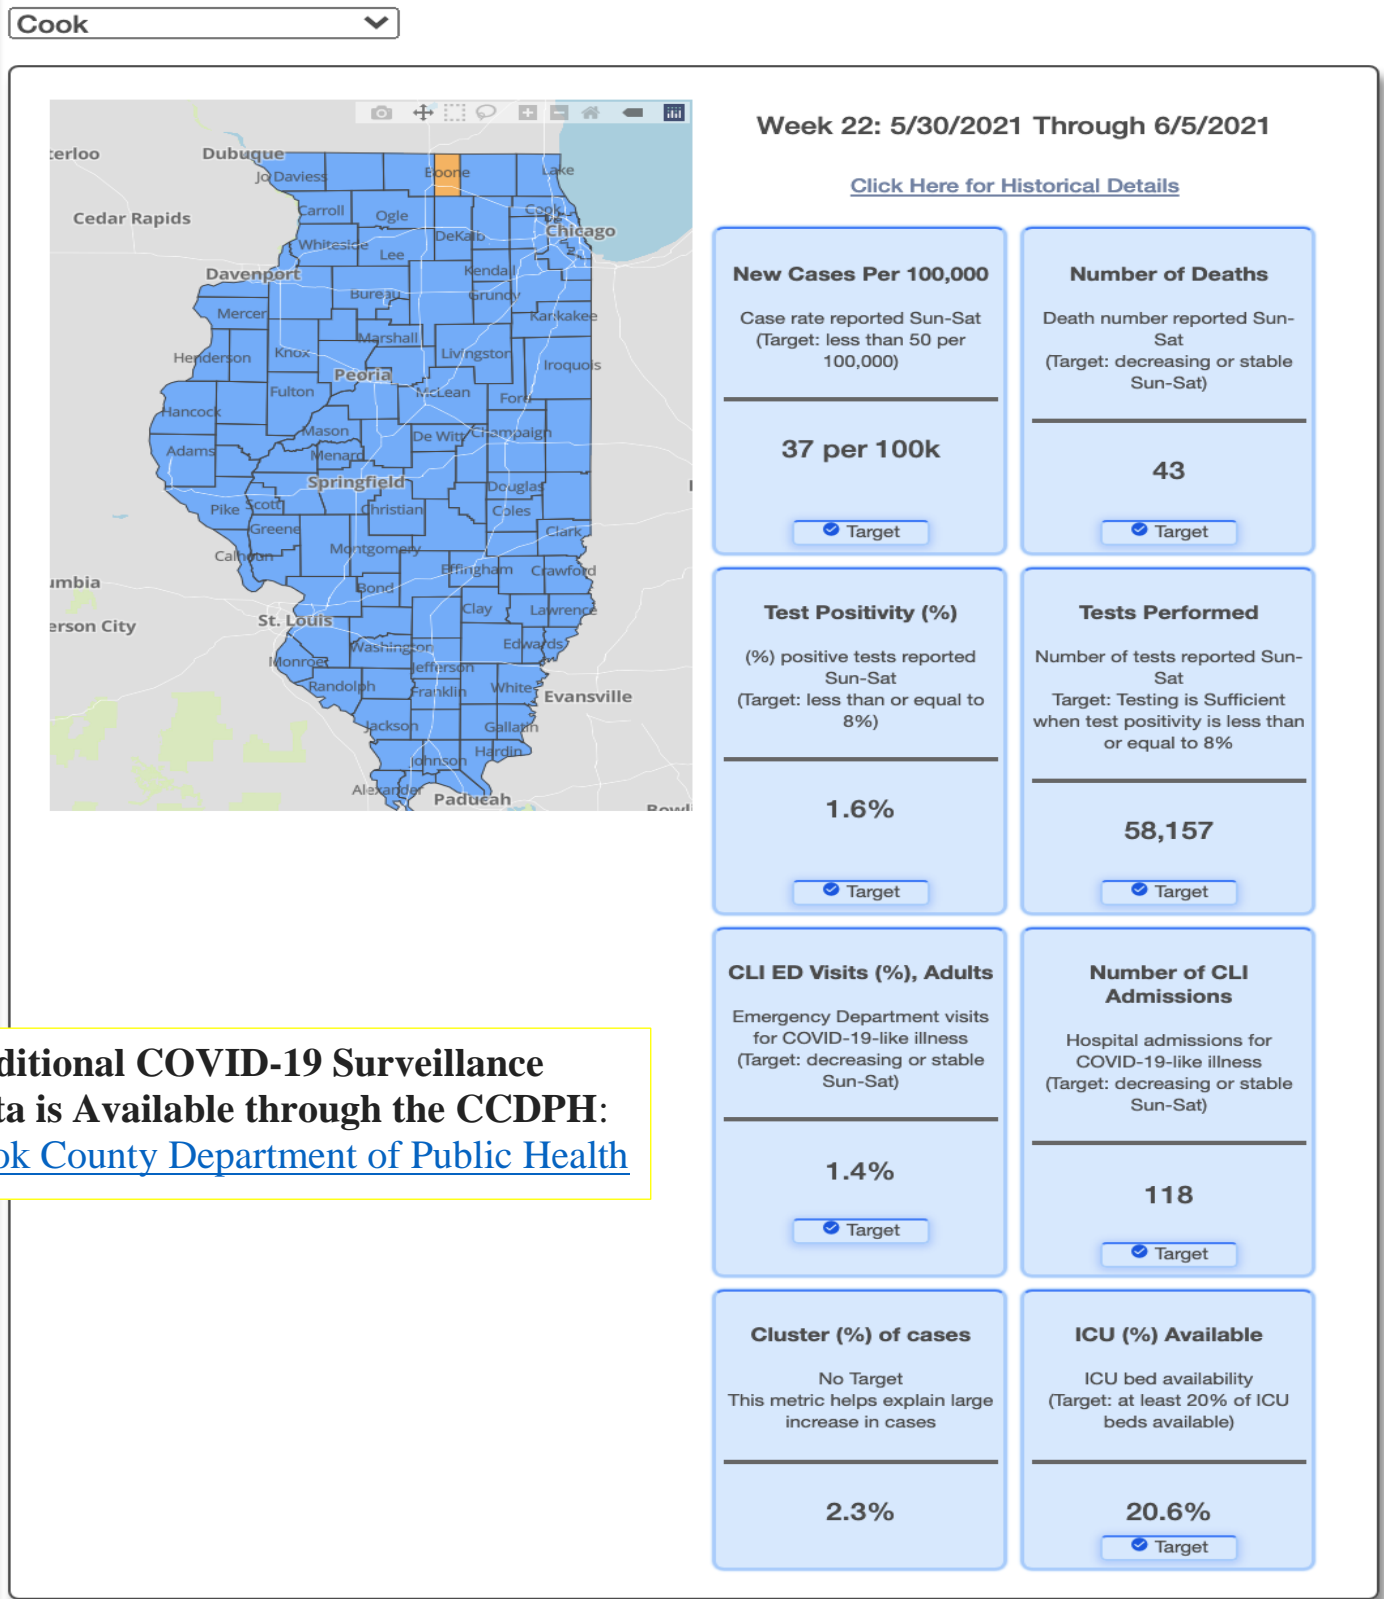 Cook
Week 22: 5/30/2021 Through 6/5/2021
Click Here for Historical Details
New Cases Per 100,000
Case rate reported Sun-Sat
(Target: less than 50 per
100,000)
37 per 100k
Target
Number of Deaths
Death number reported Sun-
Sat
(Target: decreasing or stable
Sun-Sat)
43
Target
Test Positivity (%)
(%) positive tests reported
Sun-Sat
(Target: less than or equal to
8%)
1.6%
Target
Tests Performed
Number of tests reported Sun-
Sat
Target: Testing is Sufficient
when test positivity is less than
or equal to 8%
58,157
Target
CLI ED Visits (%), Adults
Emergency Department visits
for COVID-19-like illness
(Target: decreasing or stable
Sun-Sat)
1.4%
Target
Number of CLI
Admissions
Hospital admissions for
COVID-19-like illness
(Target: decreasing or stable
Sun-Sat)
118
Target
Cluster (%) of cases
No Target
This metric helps explain large
increase in cases
2.3%
ICU (%) Available
ICU bed availability
(Target: at least 20% of ICU
beds available)
20.6%
Target
erloo
Dubuque
Jo Daviess
Boone
Lake
Cedar Rapids
Carroll
Ogle
Cook
Chicago
Whiteside
Lee
DeKalb
Davenport
Kendall
Bureau
Grundy
Mercer
Kankakee
Marshall
Henderson
Knox
Livingston
Iroquois
Peoria
Fulton
McLean
Ford
Hancock
Mason
De Witt
Champaign
Adams
Menard
Springfield
Douglas
Pike
Scott
Christian
Coles
Greene
Clark
Calhoun
Montgomery
Effingham
Crawford
umbia
Bond
Clay
Lawrence
erson City
St. Louis
Washington
Edwards
Monroe
Jefferson
Randolph
Franklin
White
Evansville
Jackson
Gallatin
Johnson
Hardin
Alexander
Paducah
Bowl
ditional COVID-19 Surveillance
ta is Available through the CCDPH:
ok County Department of Public Health